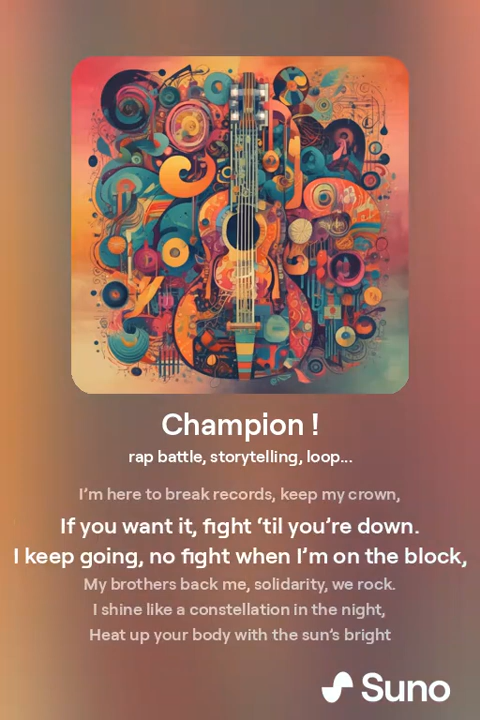 Champion !
rap battle, storytelling, loop...
I’m here to break records, keep my crown,
If you want it, fight ‘til you’re down.
I keep going, no fight when I’m on the block,
My brothers back me, solidarity, we rock.
I shine like a constellation in the night,
Heat up your body with the sun’s bright
Suno